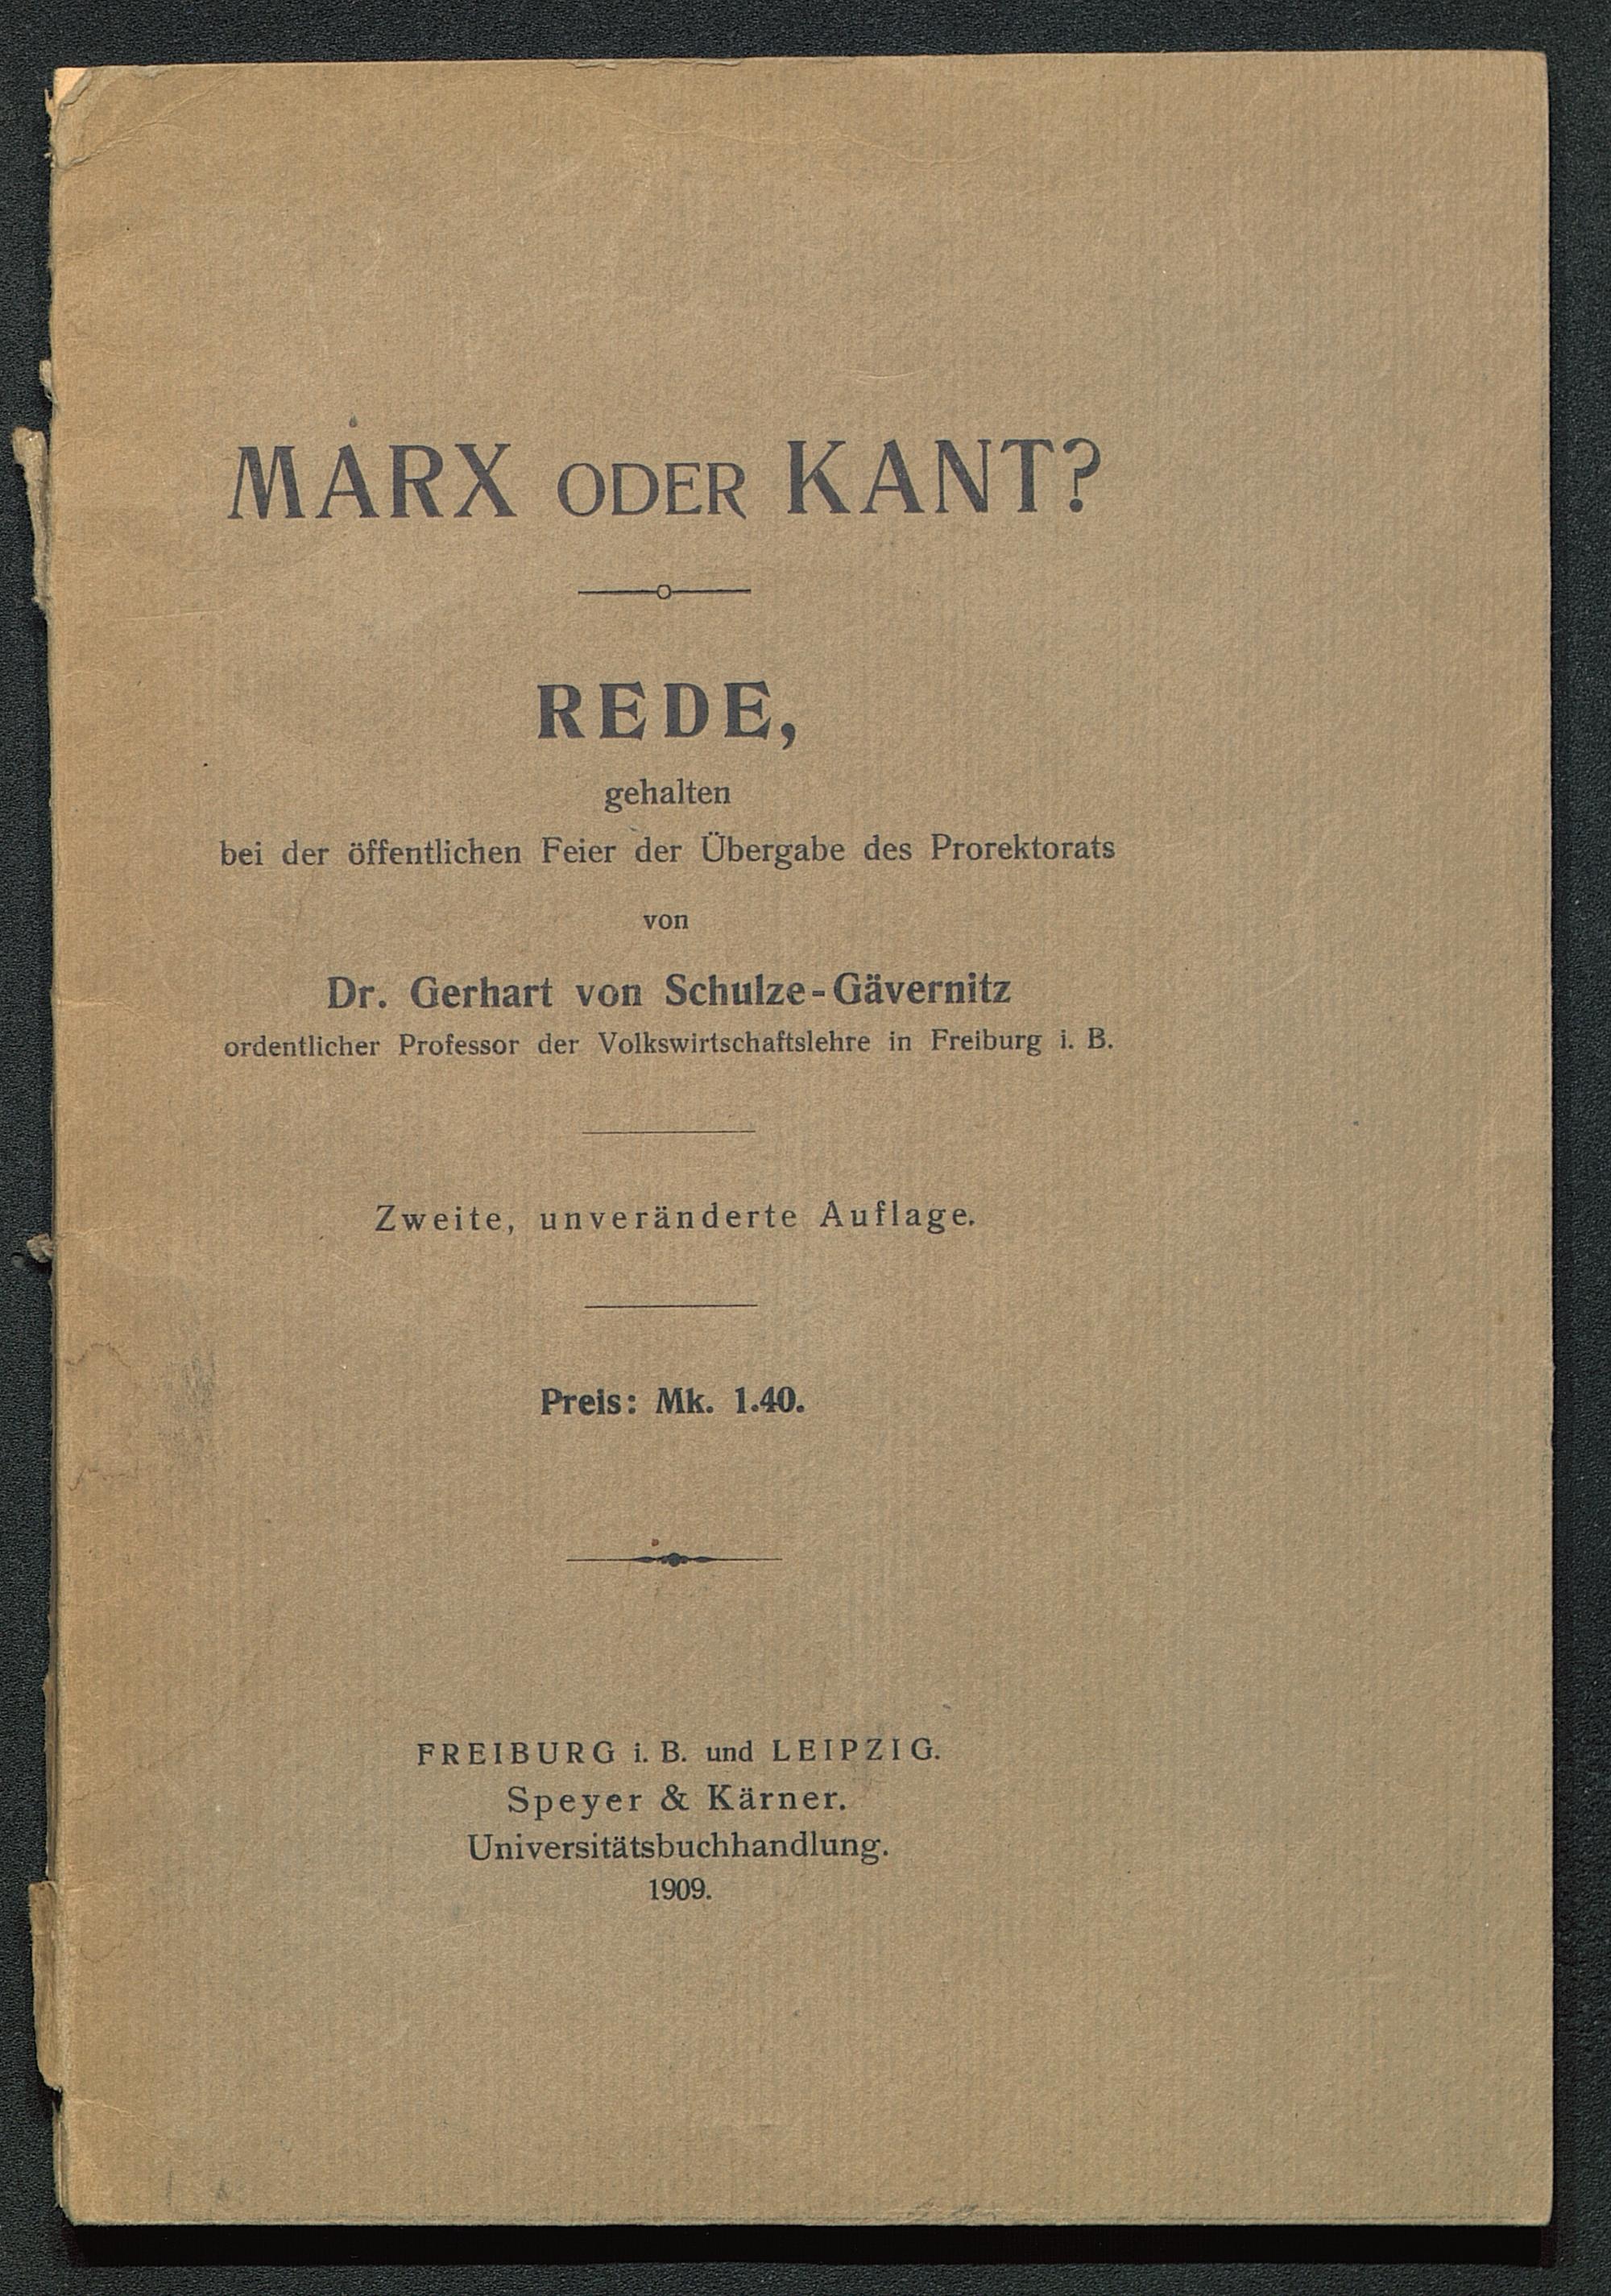 MARX ODER KANT?
REDE,
gehalten
bei der öffentlichen Feier der Übergabe des Prorektorats
von
Dr. Gerhart von Schulze-Gävernitz
ordentlicher Professor der Volkswirtschaftslehre in Freiburg i. B.
Zweite, unveränderte Auflage.
Preis: Mk. 1.40.
FREIBURG i. B. und LEIPZIG.
Speyer & Kärner.
Universitätsbuchhandlung.
1909.